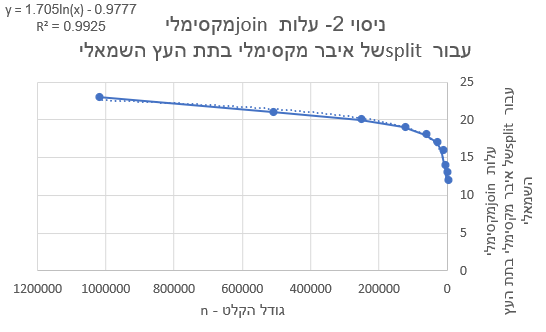 y = 1.705ln(x) - 0.9777
R² = 0.9925
ניסוי 2- עלות joinמקסימלי
עבור splitשל איבר מקסימלי בתת העץ השמאלי
25
20
15
10
5
0
עלות joinמקסימלי
עבור splitשל איבר מקסימלי בתת העץ
השמאלי
1200000 1000000 800000 600000 400000 200000 0
גודל הקלט - n